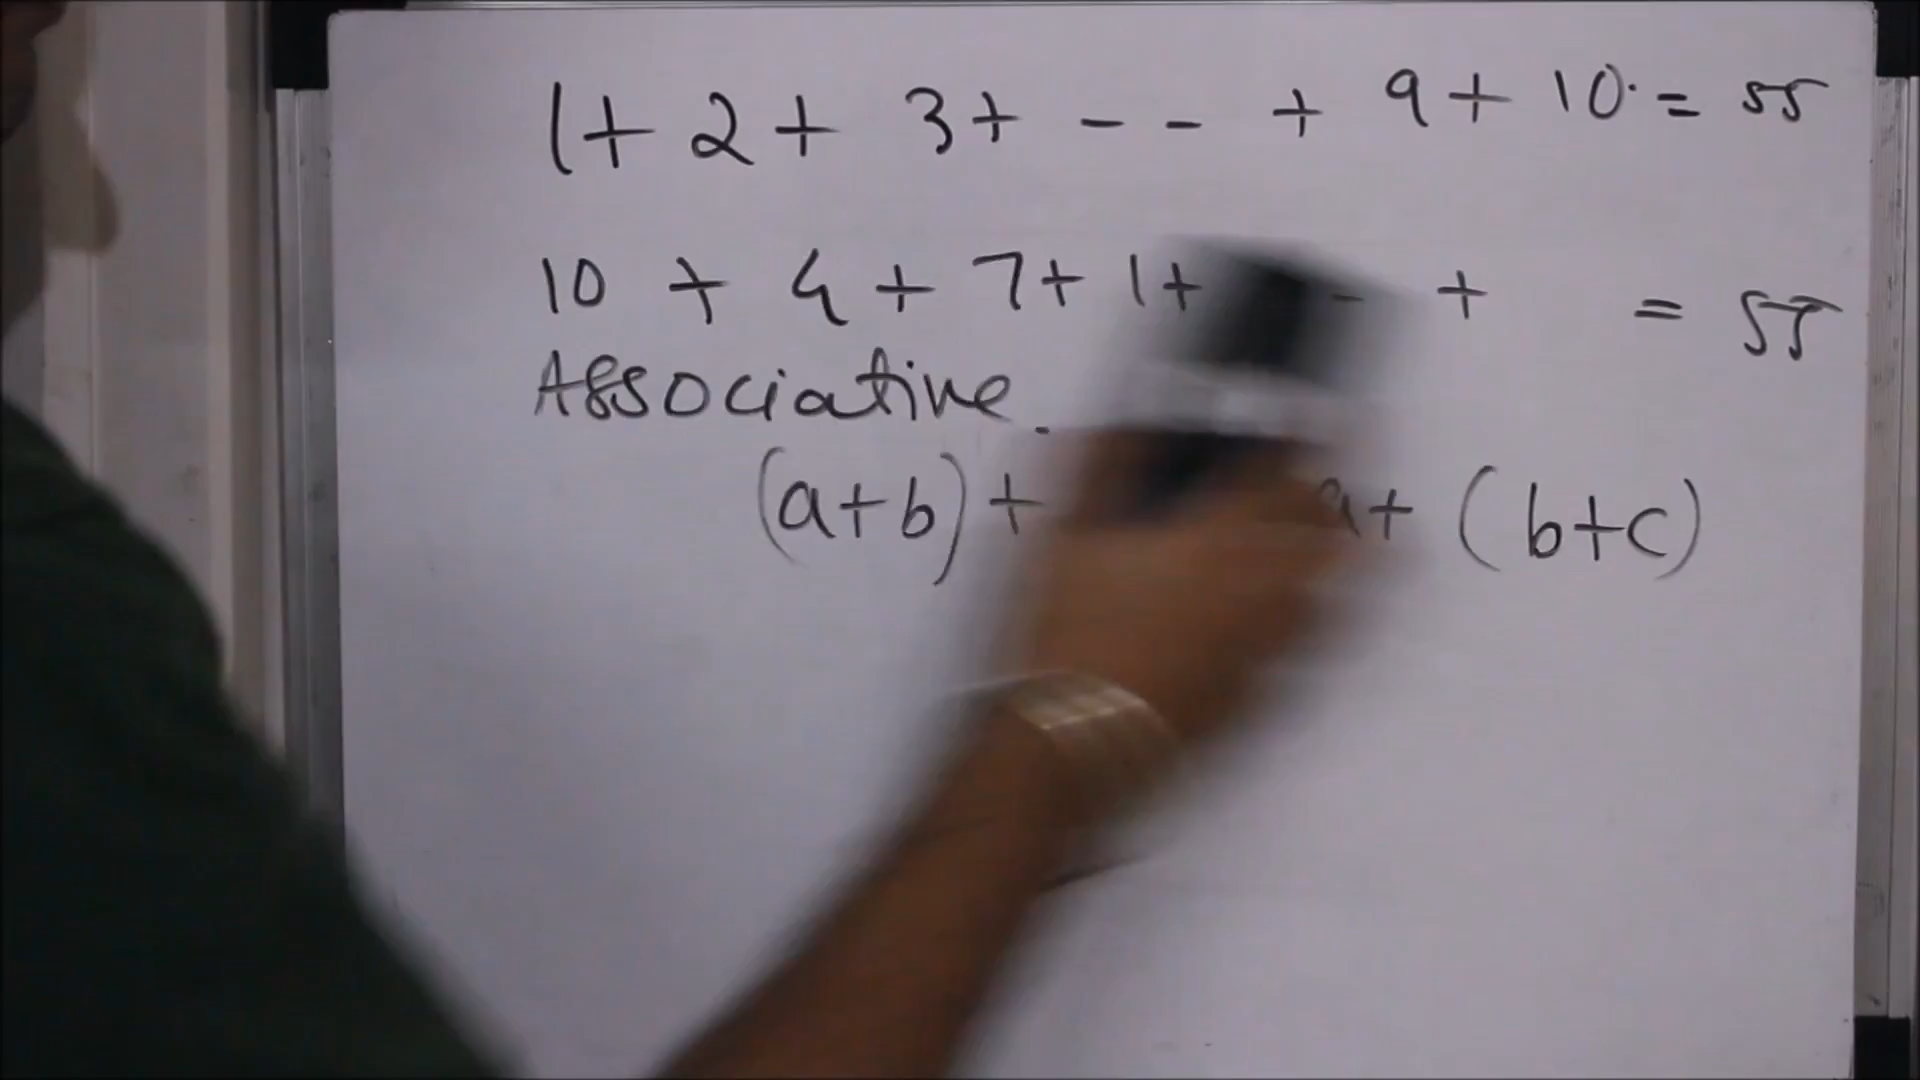 1 + 2 + 3 + - - + 9 + 10. = 55
10 + 4 + 7 + 1 + - + = 55
Associative.
(a+b) + a + (b+c)